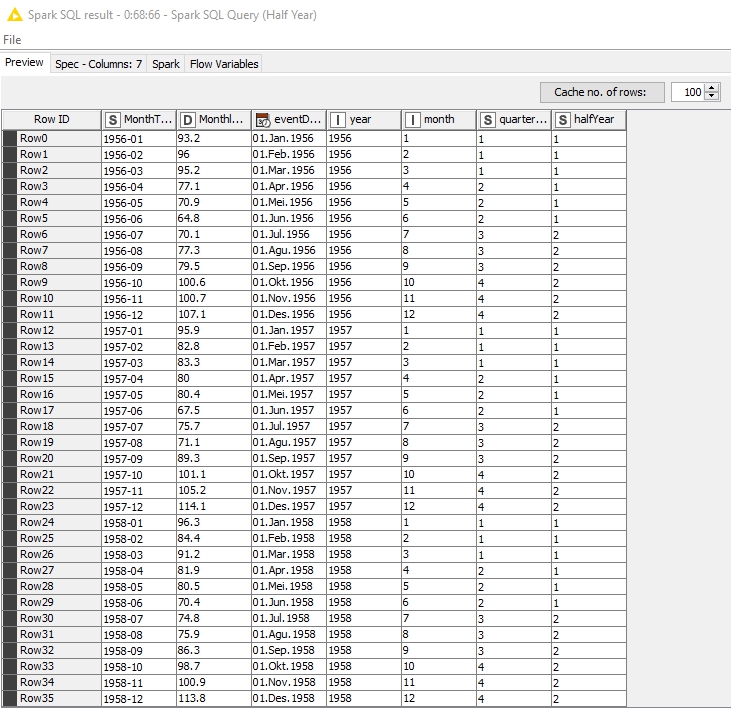 Spark SQL result - 0:68:66 - Spark SQL Query (Half Year)
File
Preview Spec - Columns: 7 Spark Flow Variables
Cache no. of rows: 100
Row ID S MonthT... D Monthl... eventD... I year I month S quarter... S halfYear
Row0 1956-01 93.2 01.Jan.1956 1956 1 1 1
Row1 1956-02 96 01.Feb.1956 1956 2 1 1
Row2 1956-03 95.2 01.Mar.1956 1956 3 1 1
Row3 1956-04 77.1 01.Apr.1956 1956 4 2 1
Row4 1956-05 70.9 01.Mei.1956 1956 5 2 1
Row5 1956-06 64.8 01.Jun.1956 1956 6 2 1
Row6 1956-07 70.1 01.Jul.1956 1956 7 3 2
Row7 1956-08 77.3 01.Agu.1956 1956 8 3 2
Row8 1956-09 79.5 01.Sep.1956 1956 9 3 2
Row9 1956-10 100.6 01.Okt.1956 1956 10 4 2
Row10 1956-11 100.7 01.Nov.1956 1956 11 4 2
Row11 1956-12 107.1 01.Des.1956 1956 12 4 2
Row12 1957-01 95.9 01.Jan.1957 1957 1 1 1
Row13 1957-02 82.8 01.Feb.1957 1957 2 1 1
Row14 1957-03 83.3 01.Mar.1957 1957 3 1 1
Row15 1957-04 80 01.Apr.1957 1957 4 2 1
Row16 1957-05 80.4 01.Mei.1957 1957 5 2 1
Row17 1957-06 67.5 01.Jun.1957 1957 6 2 1
Row18 1957-07 75.7 01.Jul.1957 1957 7 3 2
Row19 1957-08 71.1 01.Agu.1957 1957 8 3 2
Row20 1957-09 89.3 01.Sep.1957 1957 9 3 2
Row21 1957-10 101.1 01.Okt.1957 1957 10 4 2
Row22 1957-11 105.2 01.Nov.1957 1957 11 4 2
Row23 1957-12 114.1 01.Des.1957 1957 12 4 2
Row24 1958-01 96.3 01.Jan.1958 1958 1 1 1
Row25 1958-02 84.4 01.Feb.1958 1958 2 1 1
Row26 1958-03 91.2 01.Mar.1958 1958 3 1 1
Row27 1958-04 81.9 01.Apr.1958 1958 4 2 1
Row28 1958-05 80.5 01.Mei.1958 1958 5 2 1
Row29 1958-06 70.4 01.Jun.1958 1958 6 2 1
Row30 1958-07 74.8 01.Jul.1958 1958 7 3 2
Row31 1958-08 75.9 01.Agu.1958 1958 8 3 2
Row32 1958-09 86.3 01.Sep.1958 1958 9 3 2
Row33 1958-10 98.7 01.Okt.1958 1958 10 4 2
Row34 1958-11 100.9 01.Nov.1958 1958 11 4 2
Row35 1958-12 113.8 01.Des.1958 1958 12 4 2